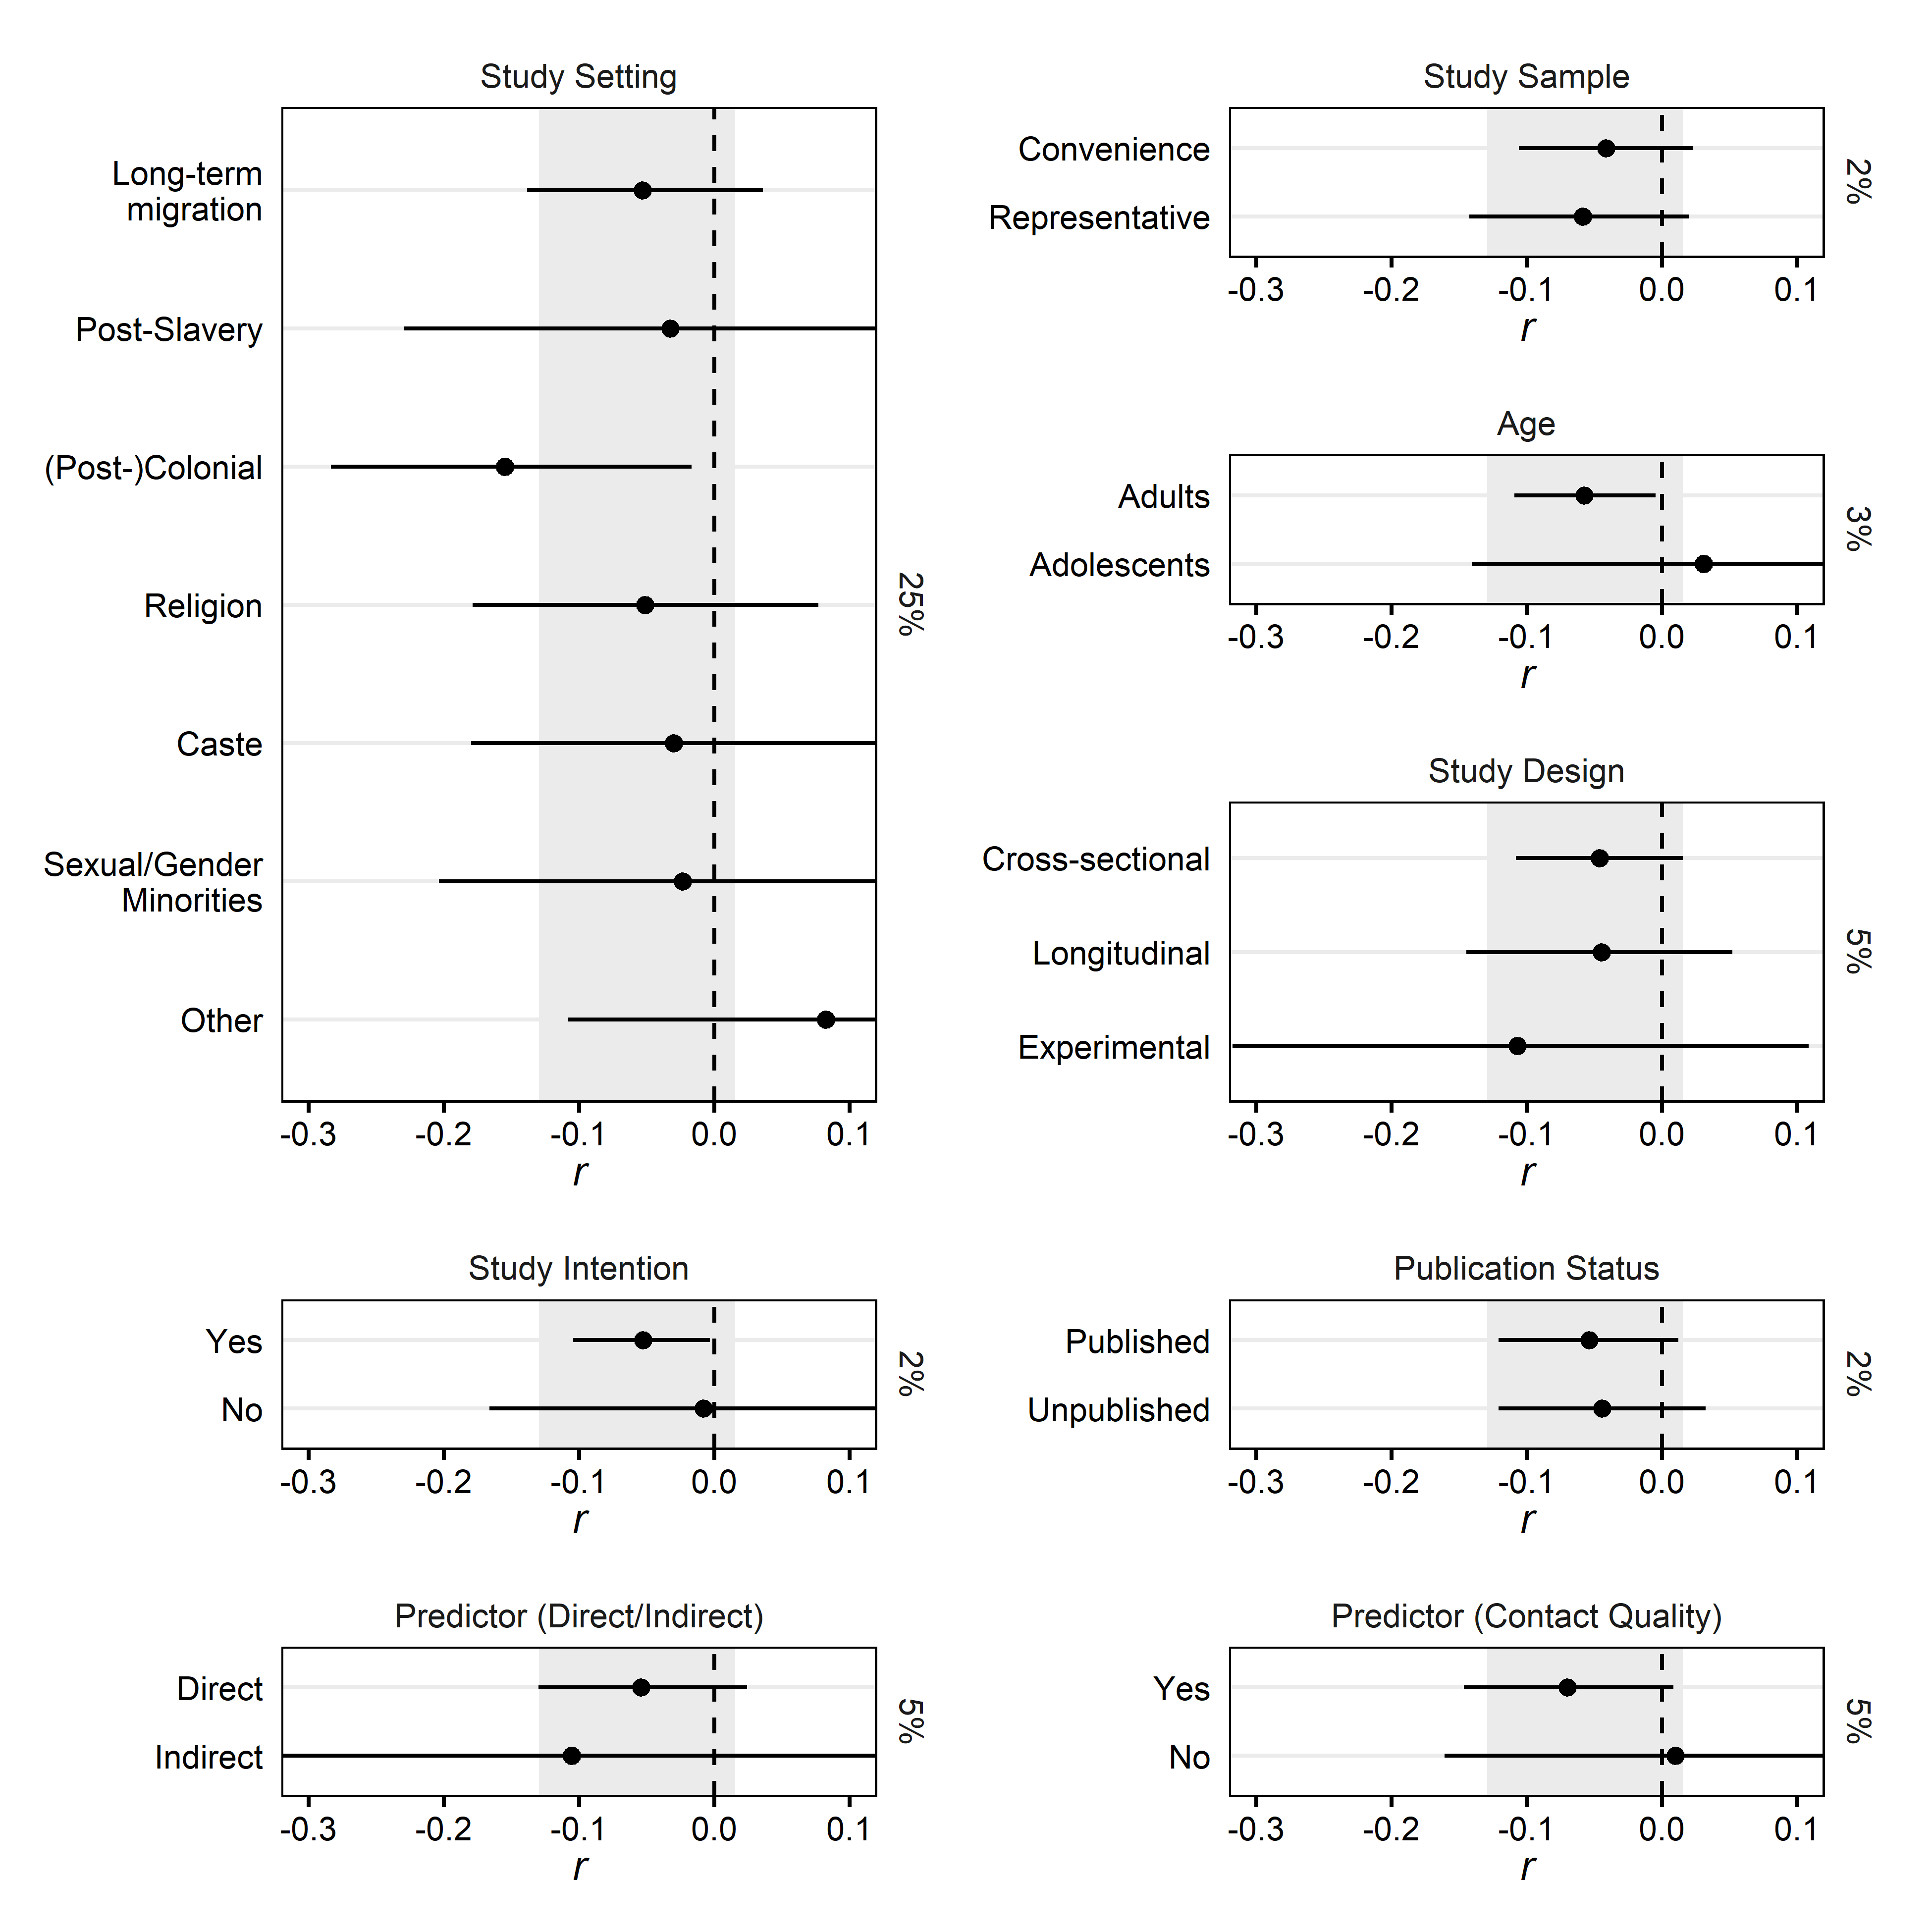 Study Setting
Long-term
migration
Post-Slavery
(Post-)Colonial
Religion
Caste
Sexual/Gender
Minorities
Other
25%
-0.3 -0.2 -0.1 0.0 0.1
r
Study Sample
Convenience
Representative
2%
-0.3 -0.2 -0.1 0.0 0.1
r
Age
Adults
Adolescents
3%
-0.3 -0.2 -0.1 0.0 0.1
r
Study Design
Cross-sectional
Longitudinal
Experimental
5%
-0.3 -0.2 -0.1 0.0 0.1
r
Study Intention
Yes
No
2%
-0.3 -0.2 -0.1 0.0 0.1
r
Publication Status
Published
Unpublished
2%
-0.3 -0.2 -0.1 0.0 0.1
r
Predictor (Direct/Indirect)
Direct
Indirect
5%
-0.3 -0.2 -0.1 0.0 0.1
r
Predictor (Contact Quality)
Yes
No
5%
-0.3 -0.2 -0.1 0.0 0.1
r